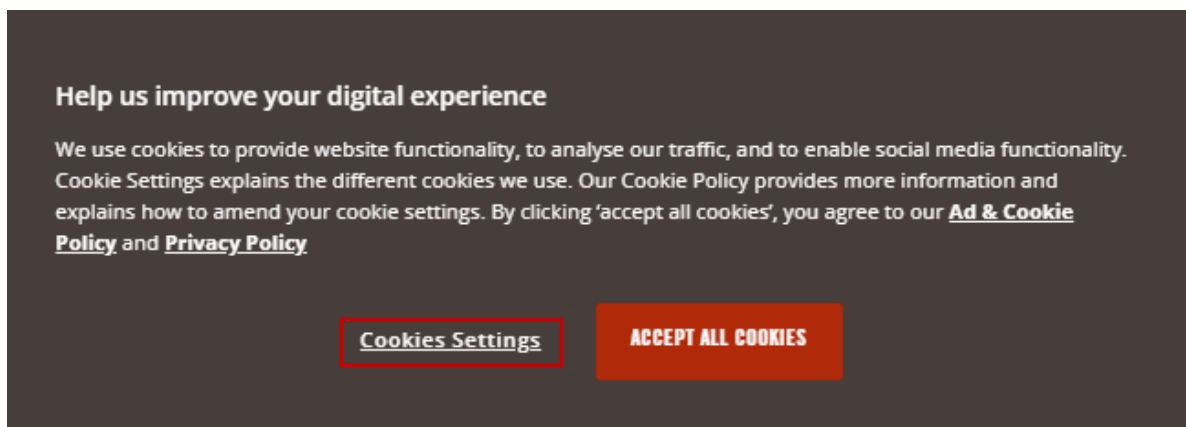 Help us improve your digital experience
We use cookies to provide website functionality, to analyse our traffic, and to enable social media functionality.
Cookie Settings explains the different cookies we use. Our Cookie Policy provides more information and
explains how to amend your cookie settings. By clicking ‘accept all cookies’, you agree to our Ad & Cookie
Policy and Privacy Policy
Cookies Settings
ACCEPT ALL COOKIES